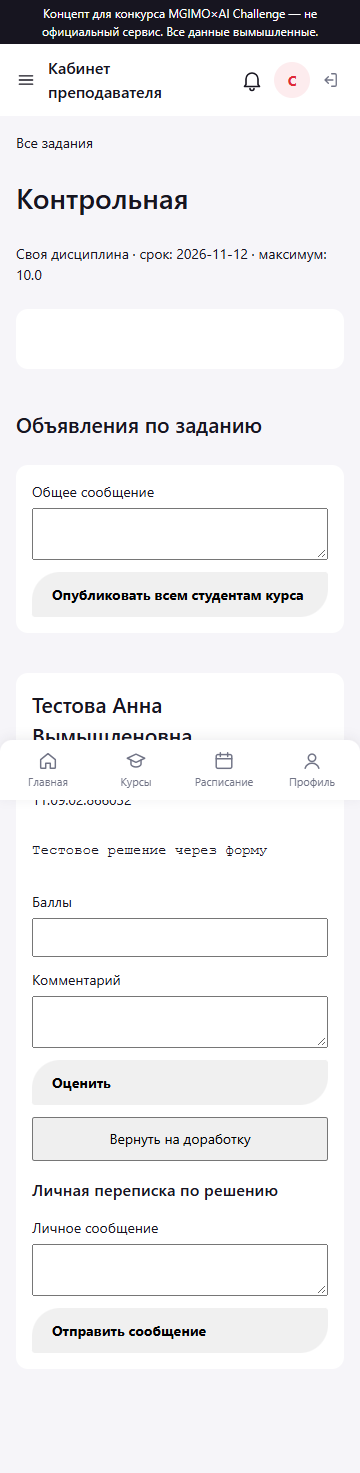 Концепт для конкурса MGIMO×AI Challenge — не
официальный сервис. Все данные вымышленные.
Кабинет
преподавателя
С
Все задания
Контрольная
Своя дисциплина · срок: 2026-11-12 · максимум:
10.0
Объявления по заданию
Общее сообщение
Опубликовать всем студентам курса
Тестова Анна
Вымышленовна
Главная
Курсы
Расписание
Профиль
Тестовое решение через форму
Баллы
Комментарий
Оценить
Вернуть на доработку
Личная переписка по решению
Личное сообщение
Отправить сообщение